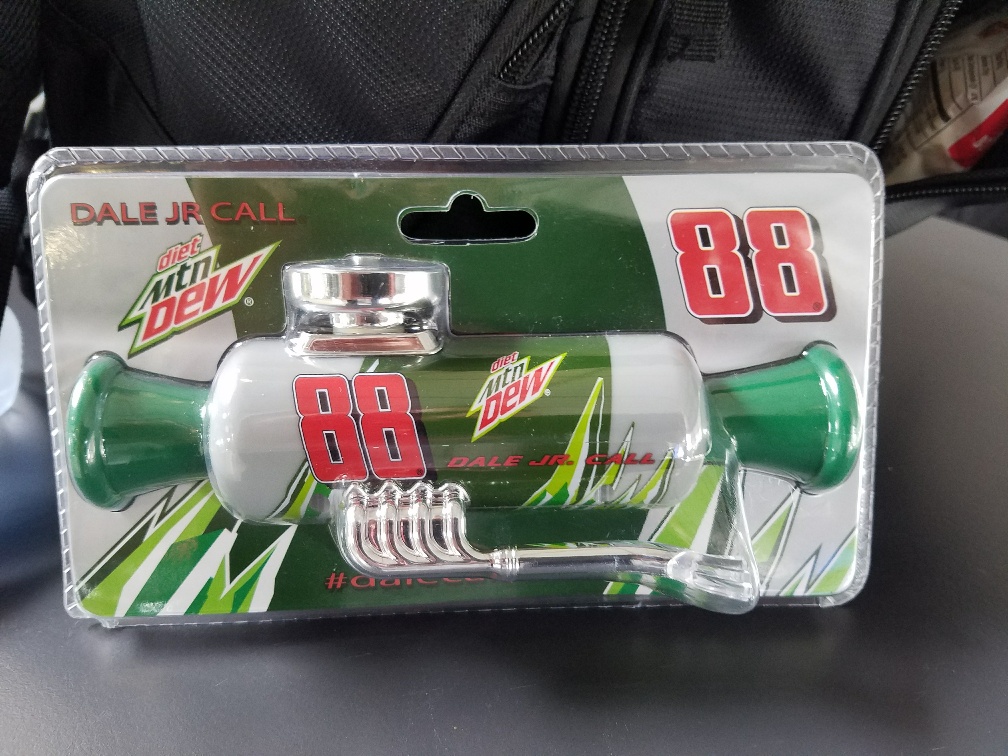 DALE JR CALL
diet
Mtn
DEW®
88
88
diet
Mtn
DEW
DALE JR. CALL